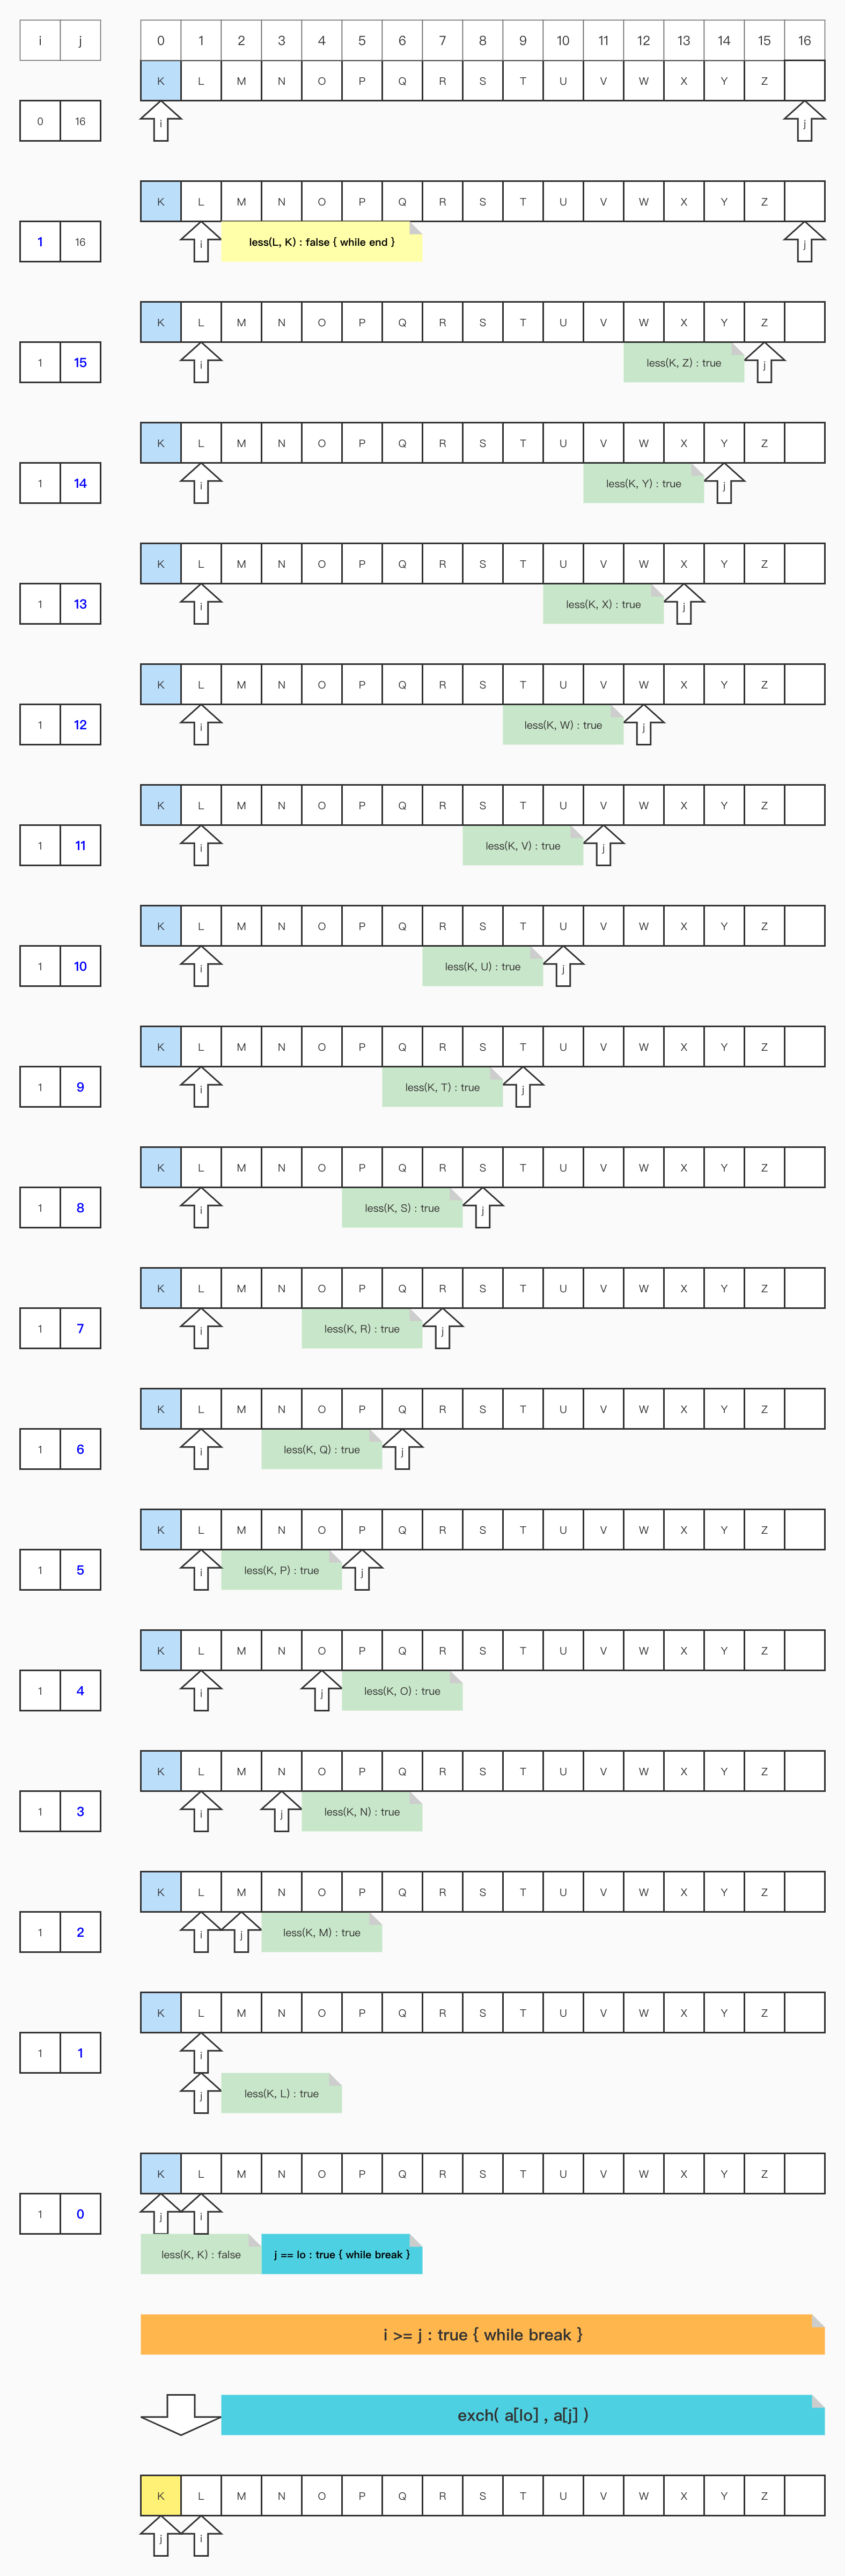 i j 0 1 2 3 4 5 6 7 8 9 10 11 12 13 14 15 16
K L M N O P Q R S T U V W X Y Z
0 16 i j
K L M N O P Q R S T U V W X Y Z
1 16 i less(L, K) : false { while end } j
K L M N O P Q R S T U V W X Y Z
1 15 i less(K, Z) : true j
K L M N O P Q R S T U V W X Y Z
1 14 i less(K, Y) : true j
K L M N O P Q R S T U V W X Y Z
1 13 i less(K, X) : true j
K L M N O P Q R S T U V W X Y Z
1 12 i less(K, W) : true j
K L M N O P Q R S T U V W X Y Z
1 11 i less(K, V) : true j
K L M N O P Q R S T U V W X Y Z
1 10 i less(K, U) : true j
K L M N O P Q R S T U V W X Y Z
1 9 i less(K, T) : true j
K L M N O P Q R S T U V W X Y Z
1 8 i less(K, S) : true j
K L M N O P Q R S T U V W X Y Z
1 7 i less(K, R) : true j
K L M N O P Q R S T U V W X Y Z
1 6 i less(K, Q) : true j
K L M N O P Q R S T U V W X Y Z
1 5 i less(K, P) : true j
K L M N O P Q R S T U V W X Y Z
1 4 i j less(K, O) : true
K L M N O P Q R S T U V W X Y Z
1 3 i j less(K, N) : true
K L M N O P Q R S T U V W X Y Z
1 2 i j less(K, M) : true
K L M N O P Q R S T U V W X Y Z
1 1 i
j less(K, L) : true
K L M N O P Q R S T U V W X Y Z
1 0 j i
less(K, K) : false j == lo : true { while break }
i >= j : true { while break }
exch( a[lo] , a[j] )
K L M N O P Q R S T U V W X Y Z
j i